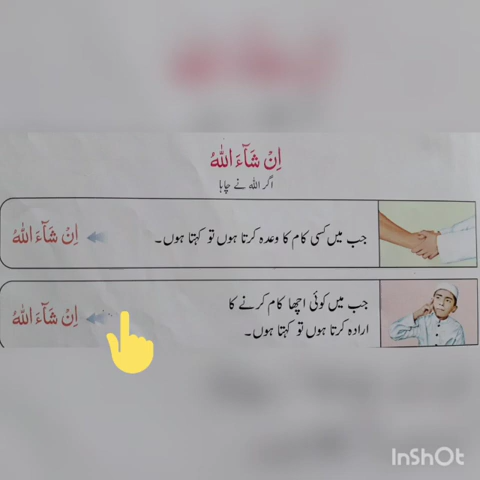 اِنْ شَآءَ اللّٰهُ
اگر اللہ نے چاہا
جب میں کسی کام کا وعدہ کرتا ہوں تو کہتا ہوں۔ اِنْ شَآءَ اللّٰهُ
جب میں کوئی اچھا کام کرنے کا
ارادہ کرتا ہوں تو کہتا ہوں۔ اِنْ شَآءَ اللّٰهُ
InShOt